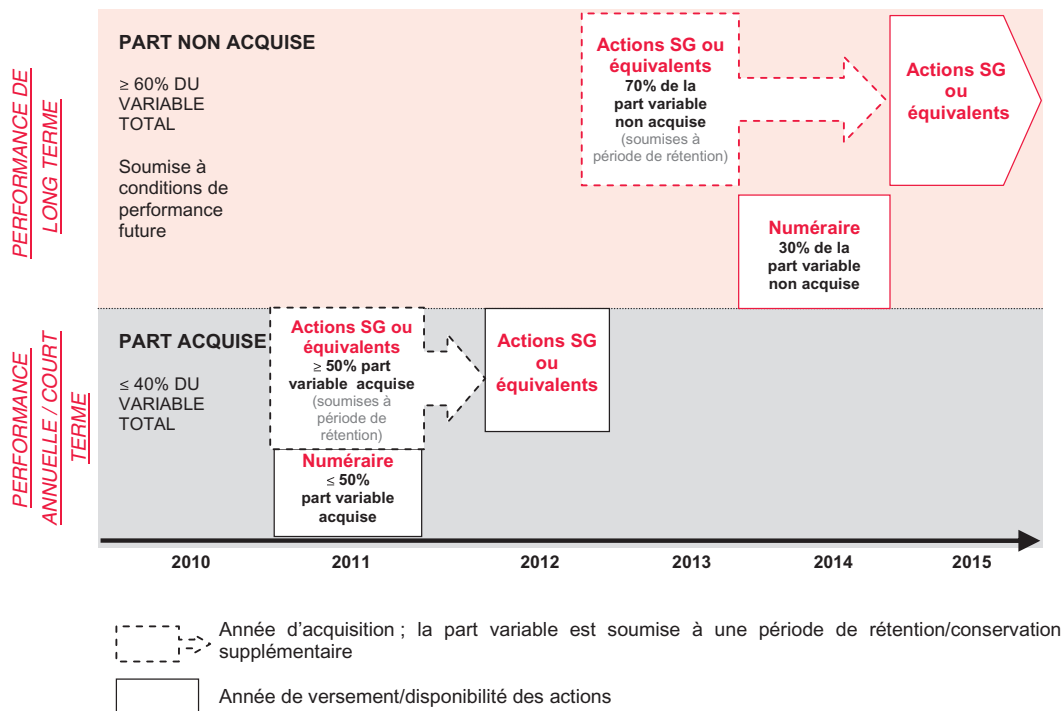 PERFORMANCE DE
LONG TERME
PART NON ACQUISE
≥ 60% DU
VARIABLE
TOTAL
Soumise à
conditions de
performance
future
Actions SG ou
équivalents
70% de la
part variable
non acquise
(soumises à
période de rétention)
Actions SG
ou
équivalents
Numéraire
30% de la
part variable
non acquise
PERFORMANCE
ANNUELLE / COURT
TERME
PART ACQUISE
≤ 40% DU
VARIABLE
TOTAL
Actions SG ou
équivalents
≥ 50% part
variable acquise
(soumises à
période de
rétention)
Actions SG
ou
équivalents
Numéraire
≤ 50%
part variable
acquise
2010 2011 2012 2013 2014 2015
Année d'acquisition ; la part variable est soumise à une période de rétention/conservation
supplémentaire
Année de versement/disponibilité des actions